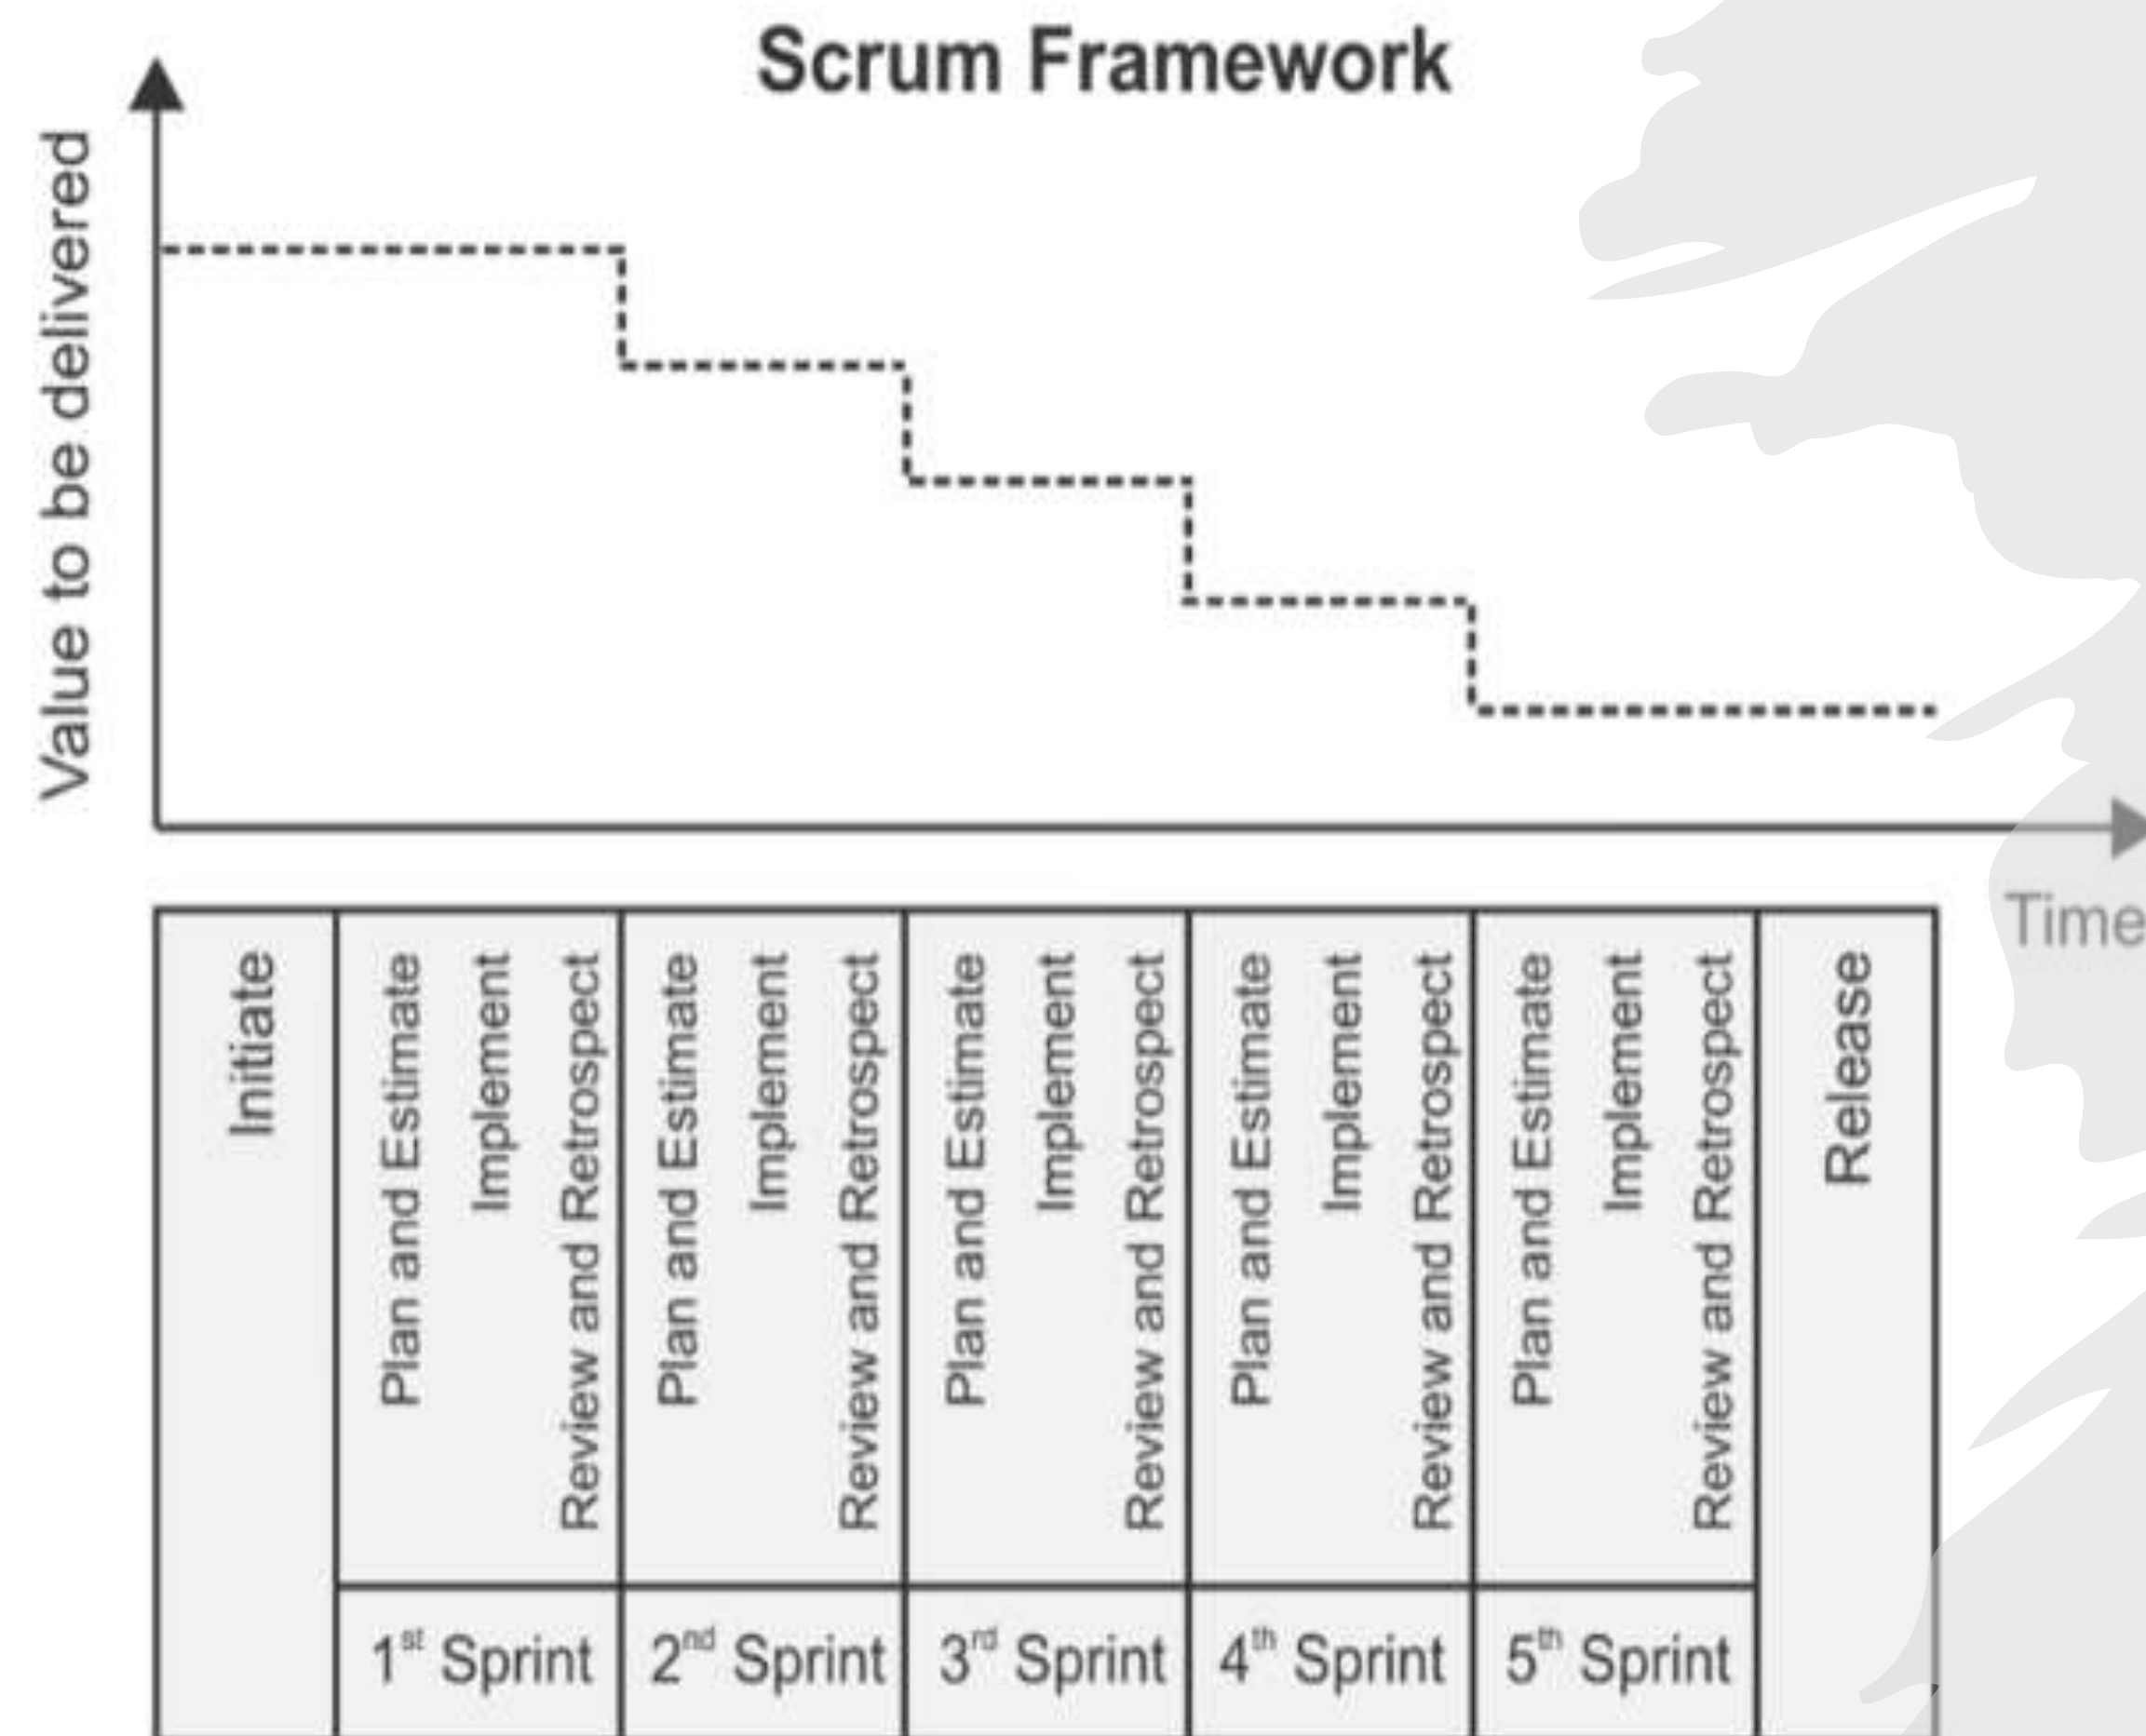 Scrum Framework
Value to be delivered
Time
Initiate
Plan and Estimate
Implement
Review and Retrospect
Plan and Estimate
Implement
Review and Retrospect
Plan and Estimate
Implement
Review and Retrospect
Plan and Estimate
Implement
Review and Retrospect
Plan and Estimate
Implement
Review and Retrospect
Release
1st Sprint
2nd Sprint
3rd Sprint
4th Sprint
5th Sprint